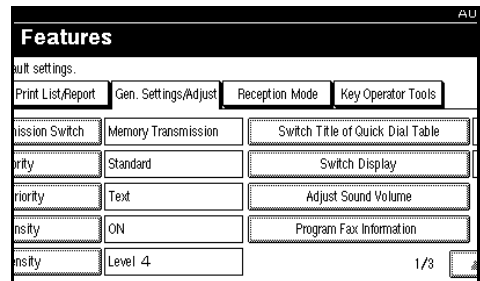 AU
Features
ault settings.
Print List/Report Gen. Settings/Adjust Reception Mode Key Operator Tools
nission Switch Memory Transmission Switch Title of Quick Dial Table
ority Standard Switch Display
riority Text Adjust Sound Volume
nsity ON Program Fax Information
nsity Level 4 1/3